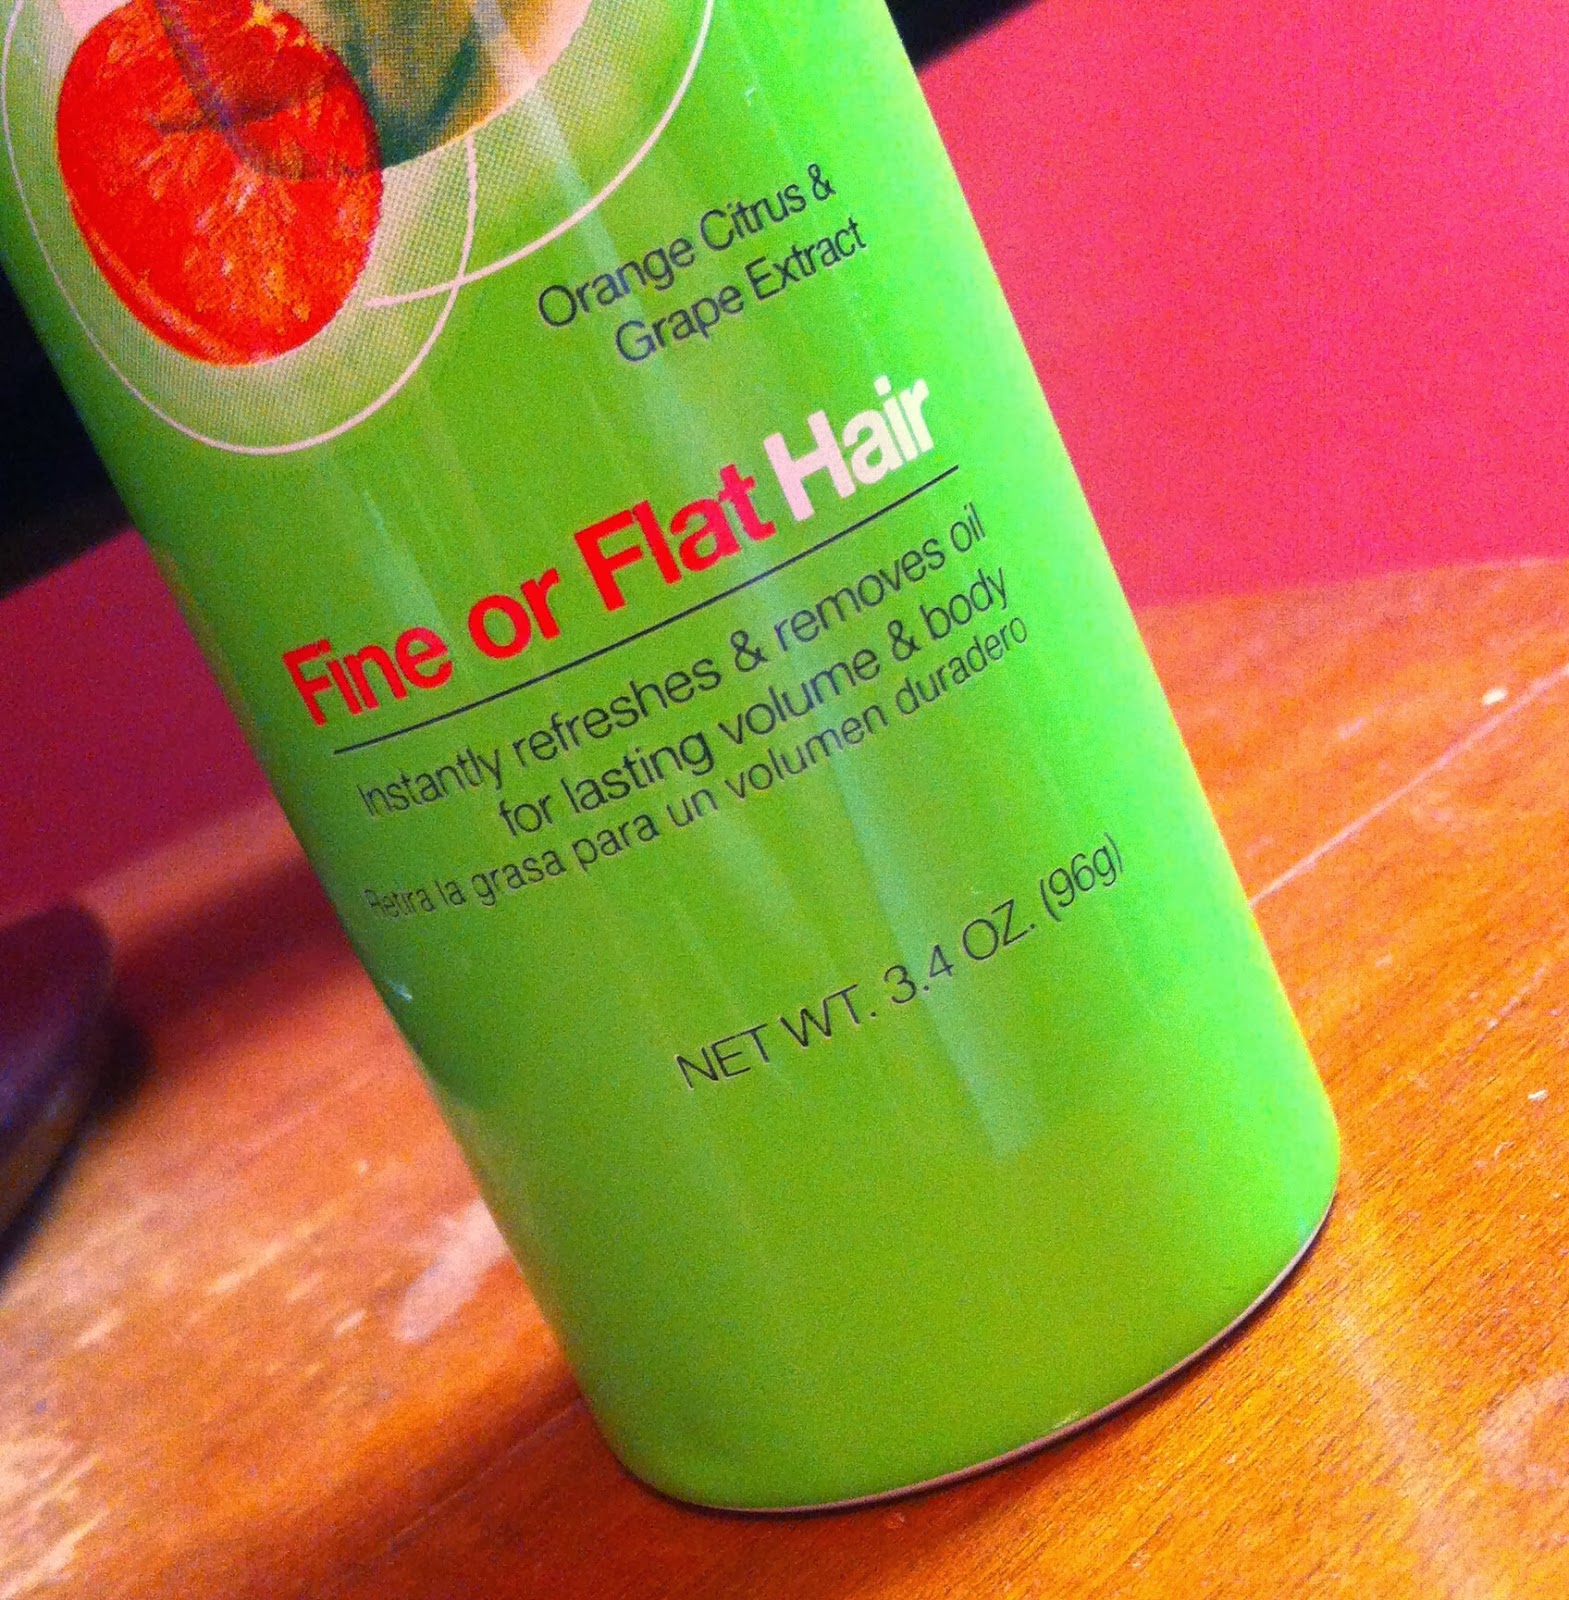 Orange Citrus &
Grape Extract
Fine or Flat Hair
Instantly refreshes & removes oil
for lasting volume & body
Retira la grasa para un volumen duradero
NET WT. 3.4 OZ. (96g)